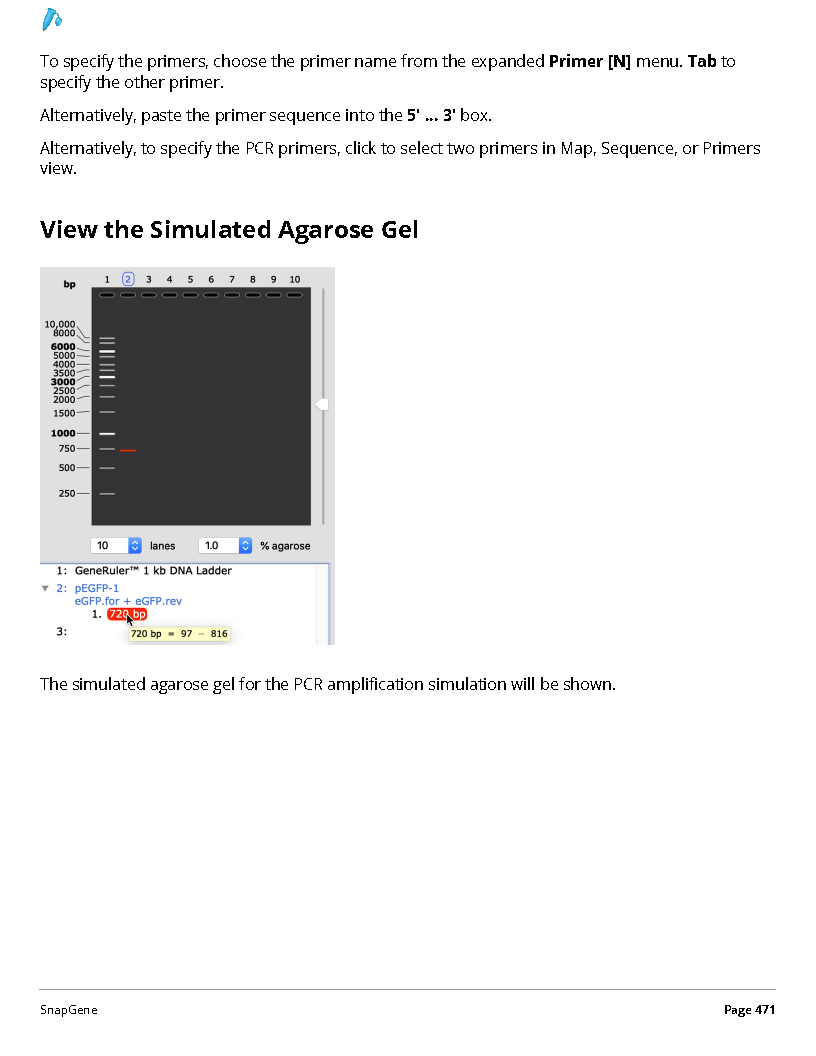 To specify the primers, choose the primer name from the expanded Primer [N] menu. Tab to
specify the other primer.
Alternatively, paste the primer sequence into the 5' ... 3' box.
Alternatively, to specify the PCR primers, click to select two primers in Map, Sequence, or Primers
view.
View the Simulated Agarose Gel
bp 1 2 3 4 5 6 7 8 9 10
10,000
8000
6000
5000
4000
3500
3000
2500
2000
1500
1000
750
500
250
10 lanes 1.0 % agarose
1: GeneRuler™ 1 kb DNA Ladder
2: pEGFP-1
eGFP.for + eGFP.rev
1. 720 bp
3:
720 bp = 97 – 816
The simulated agarose gel for the PCR amplification simulation will be shown.
SnapGene Page 471